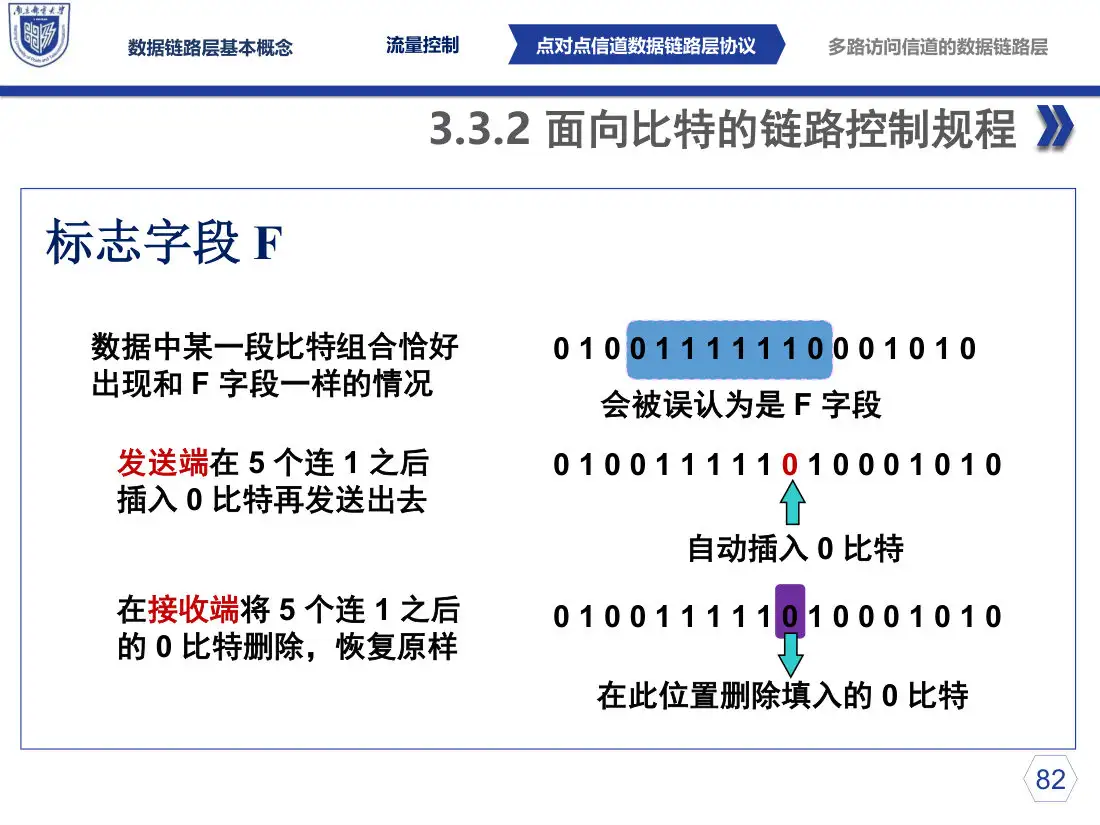 南京邮电大学
数据链路层基本概念
流量控制
点对点信道数据链路层协议
多路访问信道的数据链路层
3.3.2 面向比特的链路控制规程
标志字段 F
数据中某一段比特组合恰好
出现和 F 字段一样的情况
0 1 0 0 1 1 1 1 1 1 0 0 0 1 0 1 0
会被误认为是 F 字段
发送端在 5 个连 1 之后
插入 0 比特再发送出去
0 1 0 0 1 1 1 1 1 0 1 0 0 0 1 0 1 0
自动插入 0 比特
在接收端将 5 个连 1 之后
的 0 比特删除，恢复原样
0 1 0 0 1 1 1 1 1 0 1 0 0 0 1 0 1 0
在此位置删除填入的 0 比特
82